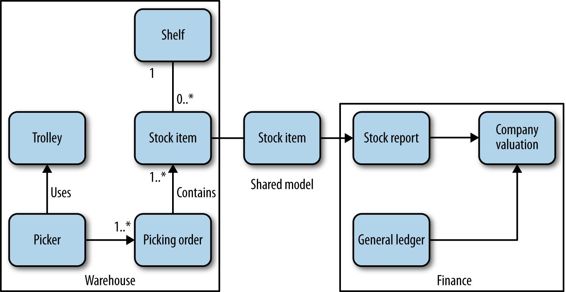 Shelf
1
0..*
Trolley
Stock item
Stock item
Stock report
Company
valuation
1..*
Uses
Contains
Shared model
1..*
Picker
Picking order
General ledger
Warehouse
Finance